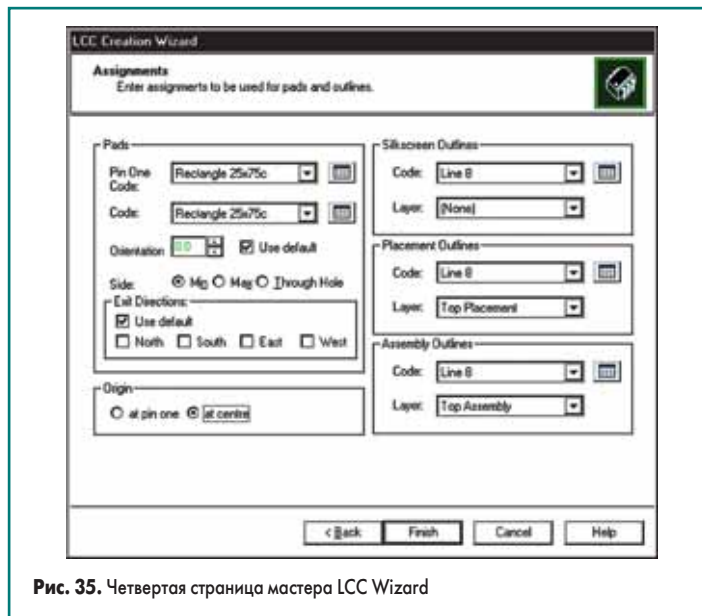 LCC Creation Wizard
Assignments
Enter assignments to be used for pads and outlines.
Pads
Pin One Code:
Rectangle 25x75c
Code:
Rectangle 25x75c
Orientation
0.0
Use default
Side:
Min
Max
Through Hole
Exit Directions:
Use default
North
South
East
West
Origin
at pin one
at centre
Silkscreen Outlines
Code:
Line 8
Layer:
(None)
Placement Outlines
Code:
Line 8
Layer:
Top Placement
Assembly Outlines
Code:
Line 8
Layer:
Top Assembly
< Back
Finish
Cancel
Help
Рис. 35. Четвертая страница мастера LCC Wizard